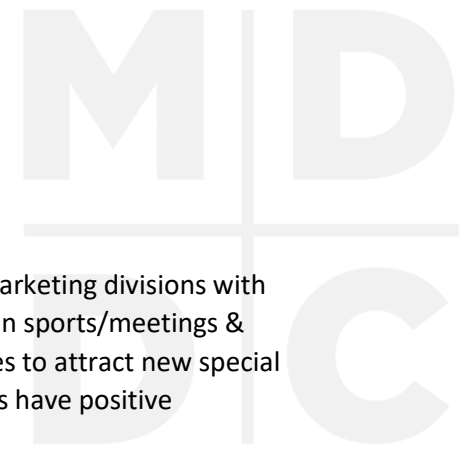 M D
D C
arketing divisions with
n sports/meetings &
es to attract new special
s have positive